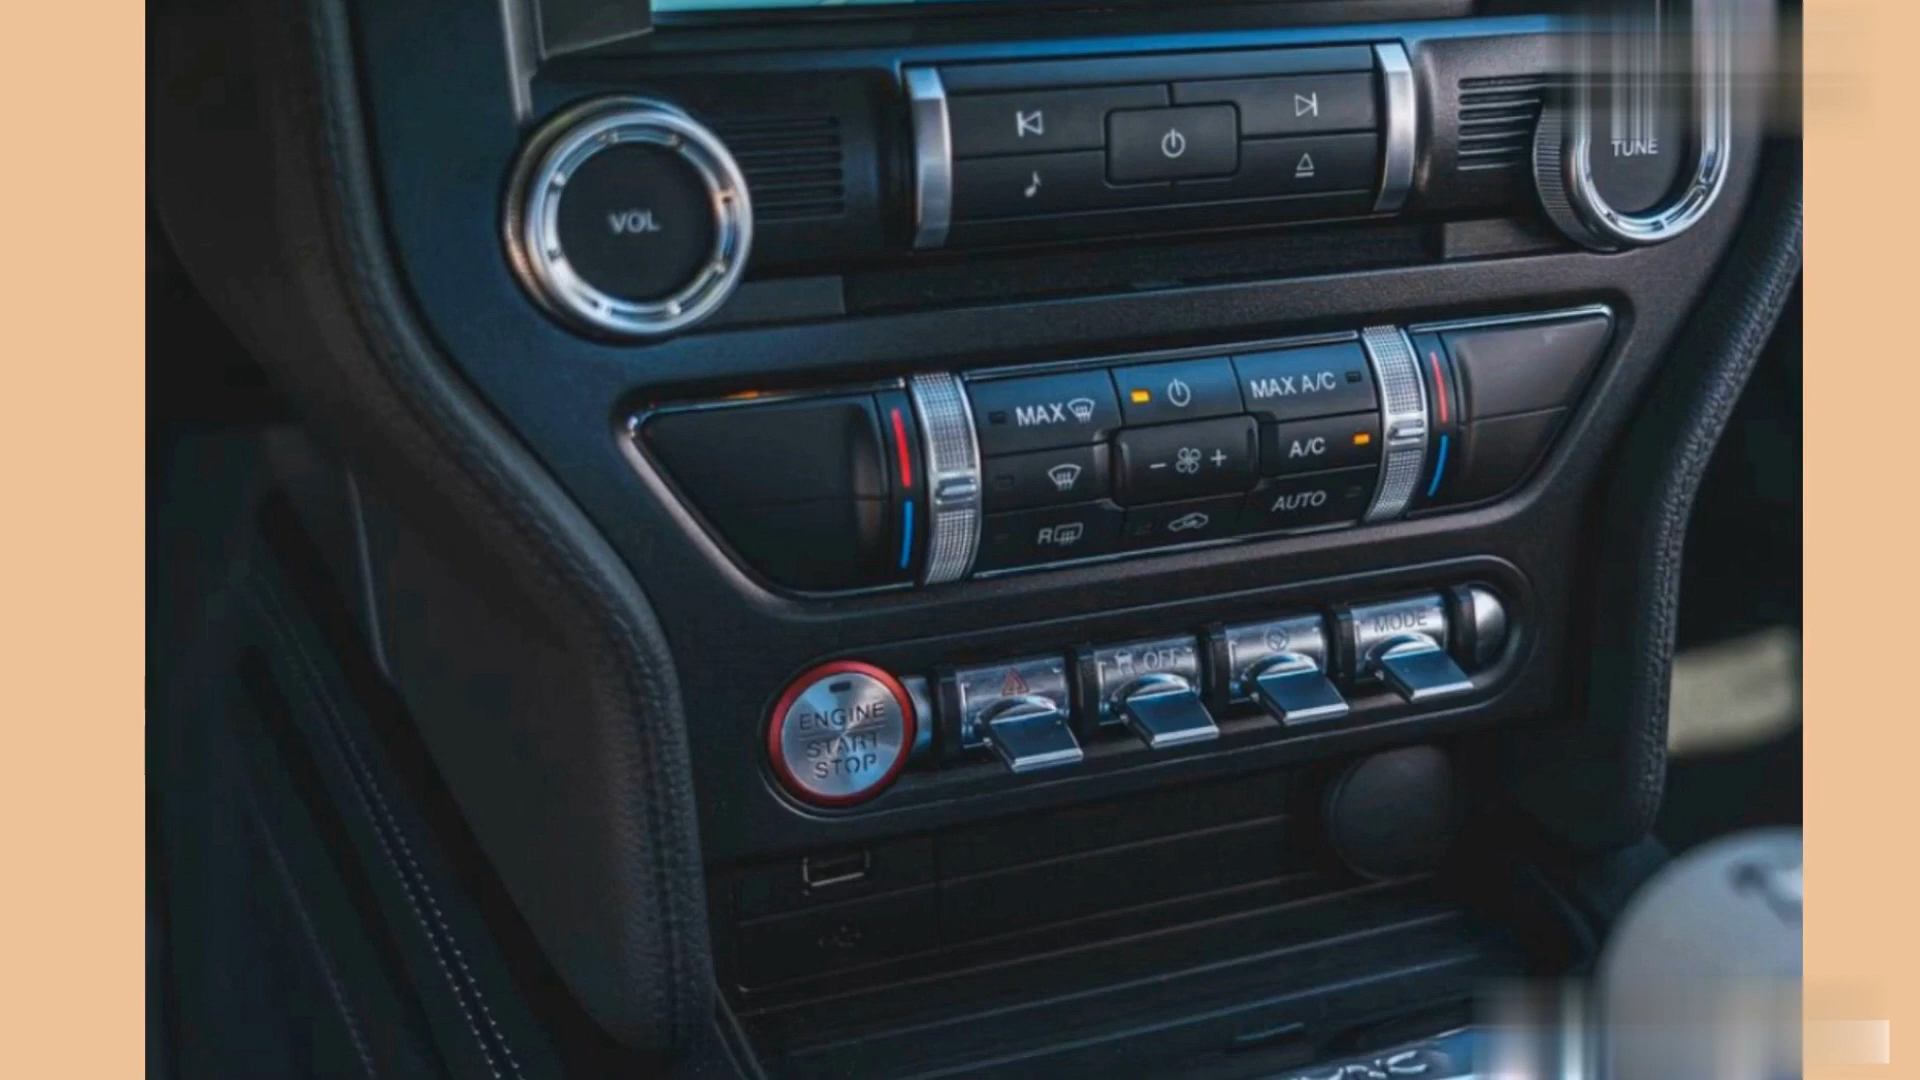 VOL
TUNE
MAX
MAX A/C
A/C
R
AUTO
ENGINE
START
STOP
OFF
MODE